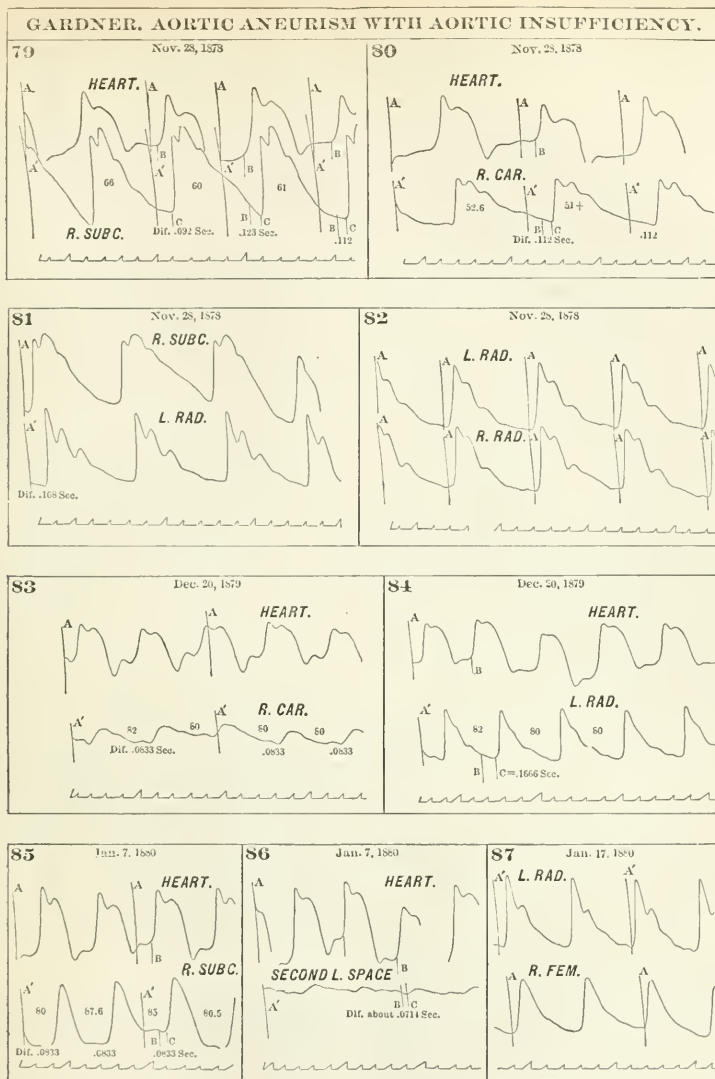 GARDNER. AORTIC ANEURISM WITH AORTIC INSUFFICIENCY.
79
Nov. 28, 1878
HEART.
A A A A
B B B
A' A' A' A'
66 60 61
B C B C
R. SUBC.
Dif. .092 Sec. .123 Sec. .112
80
Nov. 28, 1878
HEART.
A A A
B
R. CAR.
A' A' A'
52.6 51+
B C
Dif. .112 Sec. .112
81
Nov. 28, 1878
A R. SUBC.
L. RAD.
A'
Dif. .168 Sec.
82
Nov. 28, 1878
L. RAD.
A A A A A
R. RAD.
A A A A A
83
Dec. 20, 1879
HEART.
A A
R. CAR.
A' A'
82 80 80 80
Dif. .0833 Sec. .0833 .0833
84
Dec. 20, 1879
HEART.
A
B
L. RAD.
A'
82 80 80
B C=.1666 Sec.
85
Jan. 7, 1880
A A HEART.
B
R. SUBC.
A' A'
80 87.6 85 86.5
B C
Dif. .0833 .0833 .0833 Sec.
86
Jan. 7, 1880
A HEART.
B
SECOND L. SPACE
A' B C
Dif. about .0714 Sec.
87
Jan. 17, 1880
A' L. RAD. A'
R. FEM.
A A